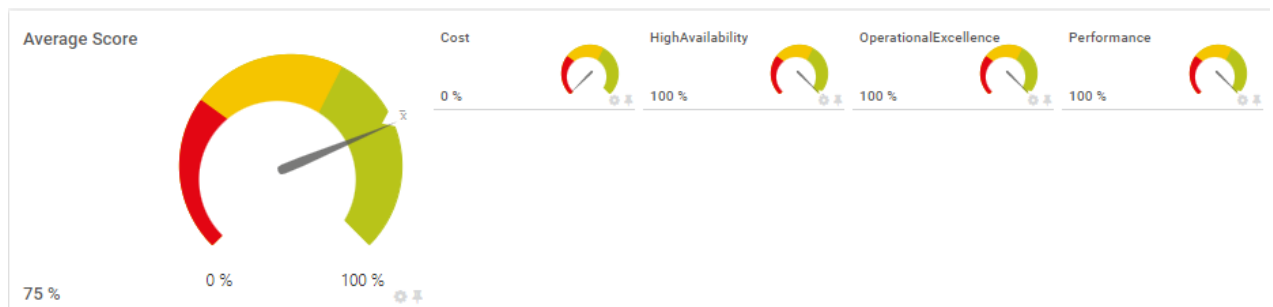 Average Score
x̄
0 %
100 %
75 %
Cost
0 %
HighAvailability
100 %
OperationalExcellence
100 %
Performance
100 %